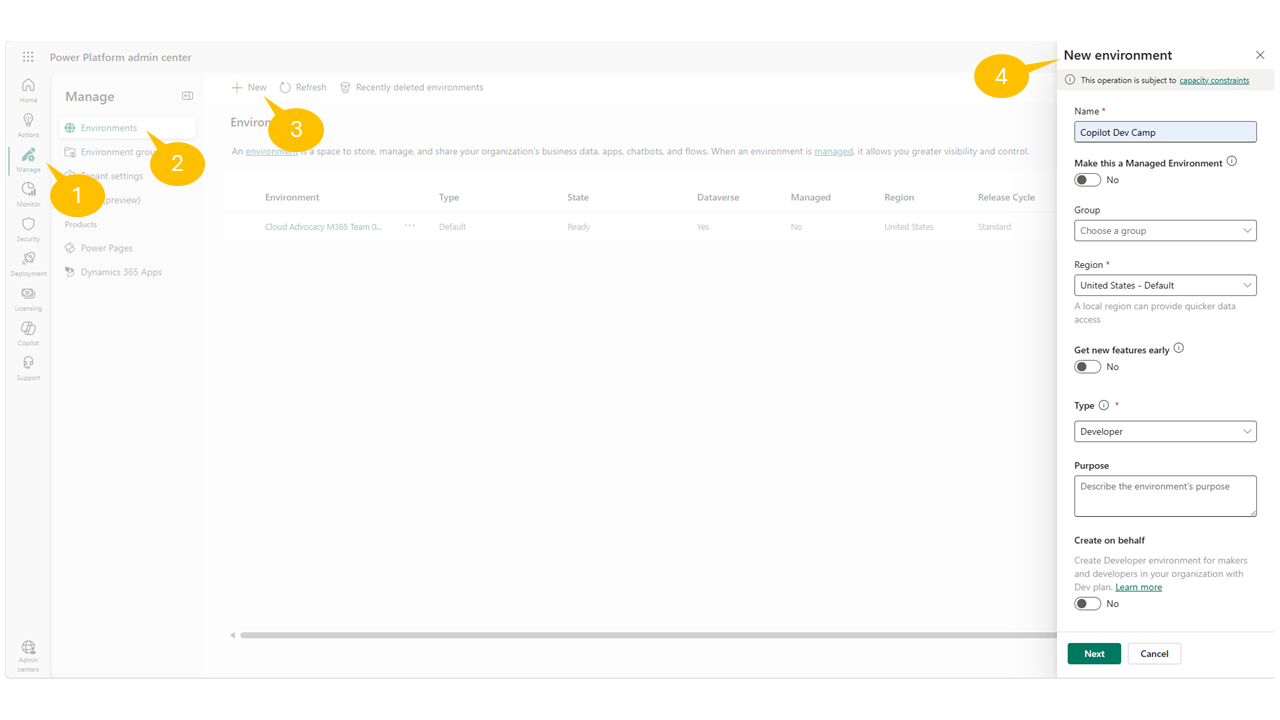 Power Platform admin center
Home
Actions
Manage
Monitor
Security
Deployment
Licensing
Copilot
Support
Admin
centers
Manage
Environments
Environment grou
Tenant settings
(preview)
Products
Power Pages
Dynamics 365 Apps
1
2
3
4
New
Refresh
Recently deleted environments
Environ
An environment is a space to store, manage, and share your organization's business data, apps, chatbots, and flows. When an environment is managed, it allows you greater visibility and control.
Environment Type State Dataverse Managed Region Release Cycle
Cloud Advocacy M365 Team 0... ... Default Ready Yes No United States Standard
New environment
This operation is subject to capacity constraints
Name *
Copilot Dev Camp
Make this a Managed Environment
No
Group
Choose a group
Region *
United States - Default
A local region can provide quicker data
access
Get new features early
No
Type *
Developer
Purpose
Describe the environment's purpose
Create on behalf
Create Developer environment for makers
and developers in your organization with
Dev plan. Learn more
No
Next Cancel